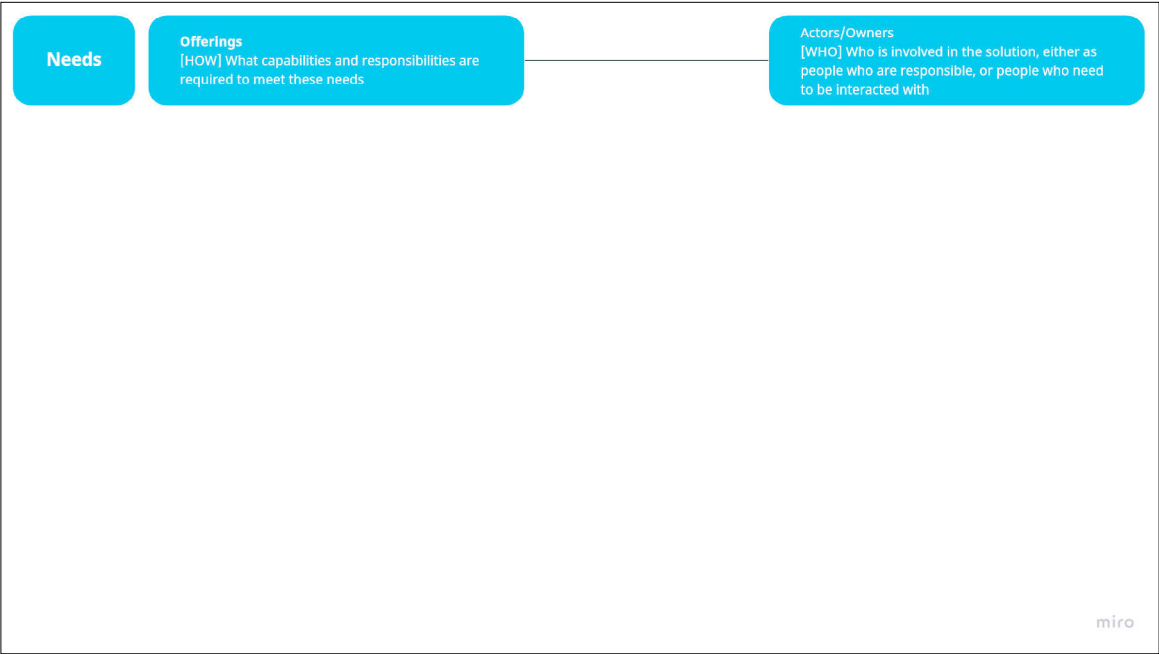 Needs
Offerings
[HOW] What capabilities and responsibilities are
required to meet these needs
Actors/Owners
[WHO] Who is involved in the solution, either as
people who are responsible, or people who need
to be interacted with
miro